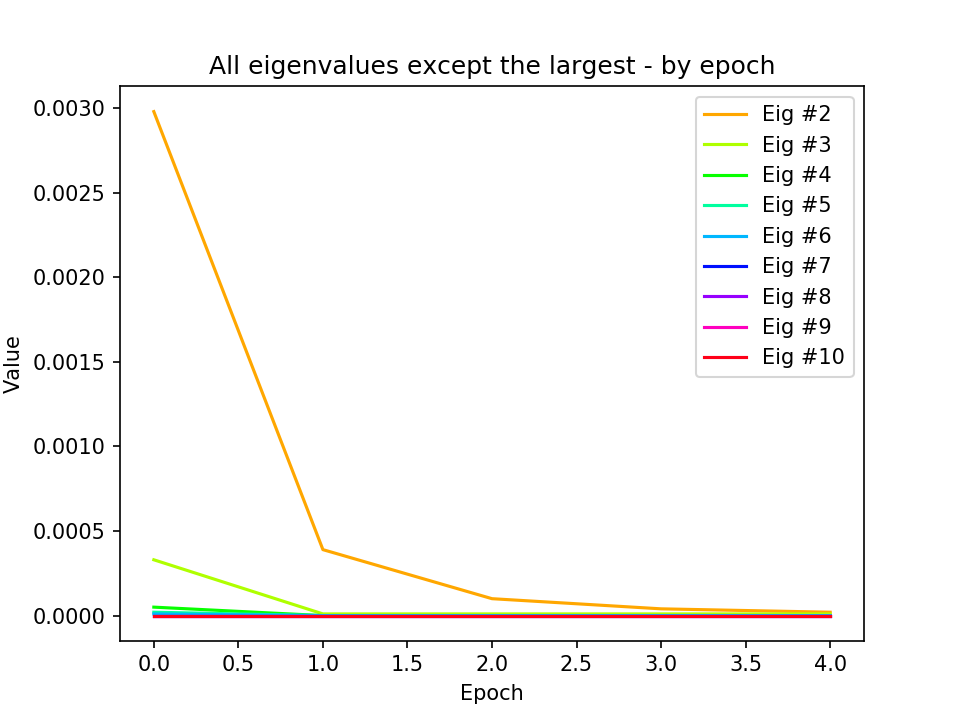 All eigenvalues except the largest - by epoch
0.0030
0.0025
0.0020
0.0015
0.0010
0.0005
0.0000
Value
Eig #2
Eig #3
Eig #4
Eig #5
Eig #6
Eig #7
Eig #8
Eig #9
Eig #10
0.0 0.5 1.0 1.5 2.0 2.5 3.0 3.5 4.0
Epoch